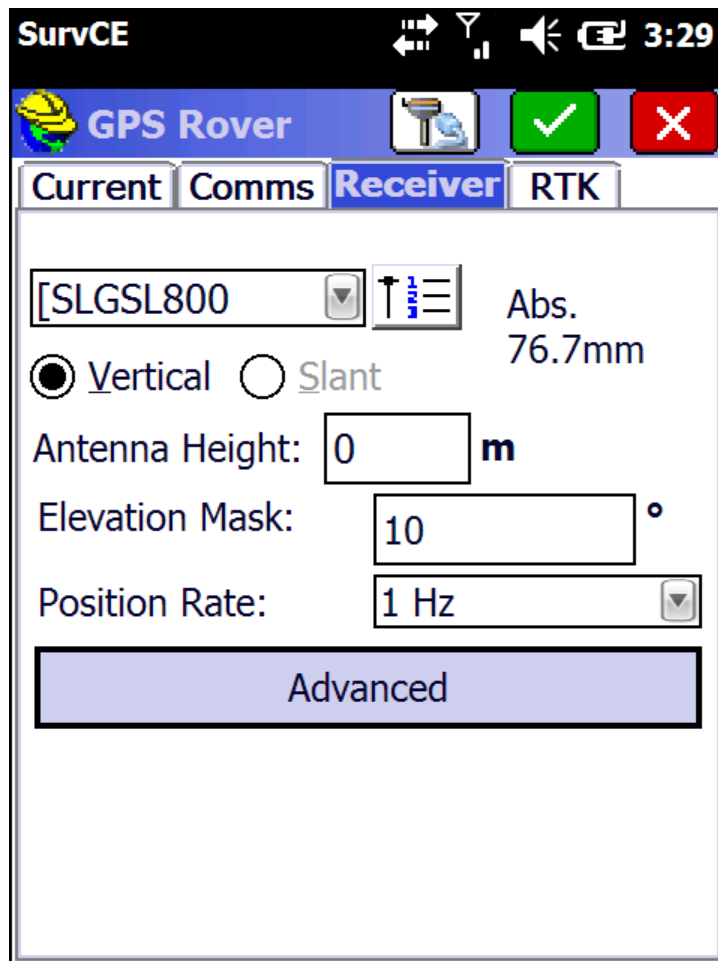 SurvCE 3:29
GPS Rover
Current Comms Receiver RTK
[SLGSL800
Abs.
76.7mm
Vertical Slant
Antenna Height: 0 m
Elevation Mask: 10 °
Position Rate: 1 Hz
Advanced